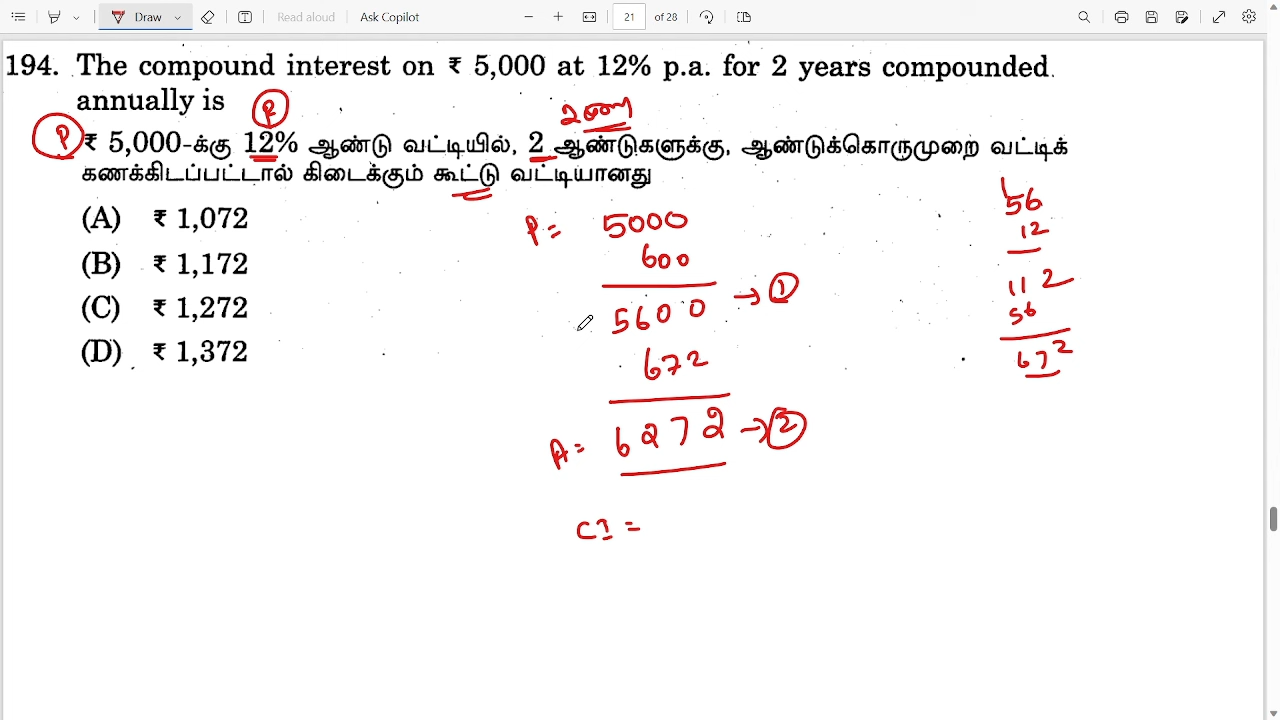 Draw
Read aloud
Ask Copilot
21
of 28
194. The compound interest on ₹ 5,000 at 12% p.a. for 2 years compounded
annually is
R
P
₹ 5,000-க்கு 12% ஆண்டு வட்டியில், 2 ஆண்டுகளுக்கு, ஆண்டுக்கொருமுறை வட்டிக்
கணக்கிடப்பட்டால் கிடைக்கும் கூட்டு வட்டியானது
(A) ₹ 1,072
(B) ₹ 1,172
(C) ₹ 1,272
(D) ₹ 1,372
P = 5000
600
5600 → 1
672
A = 6272 → 2
CI =
1
56
12
112
56
672